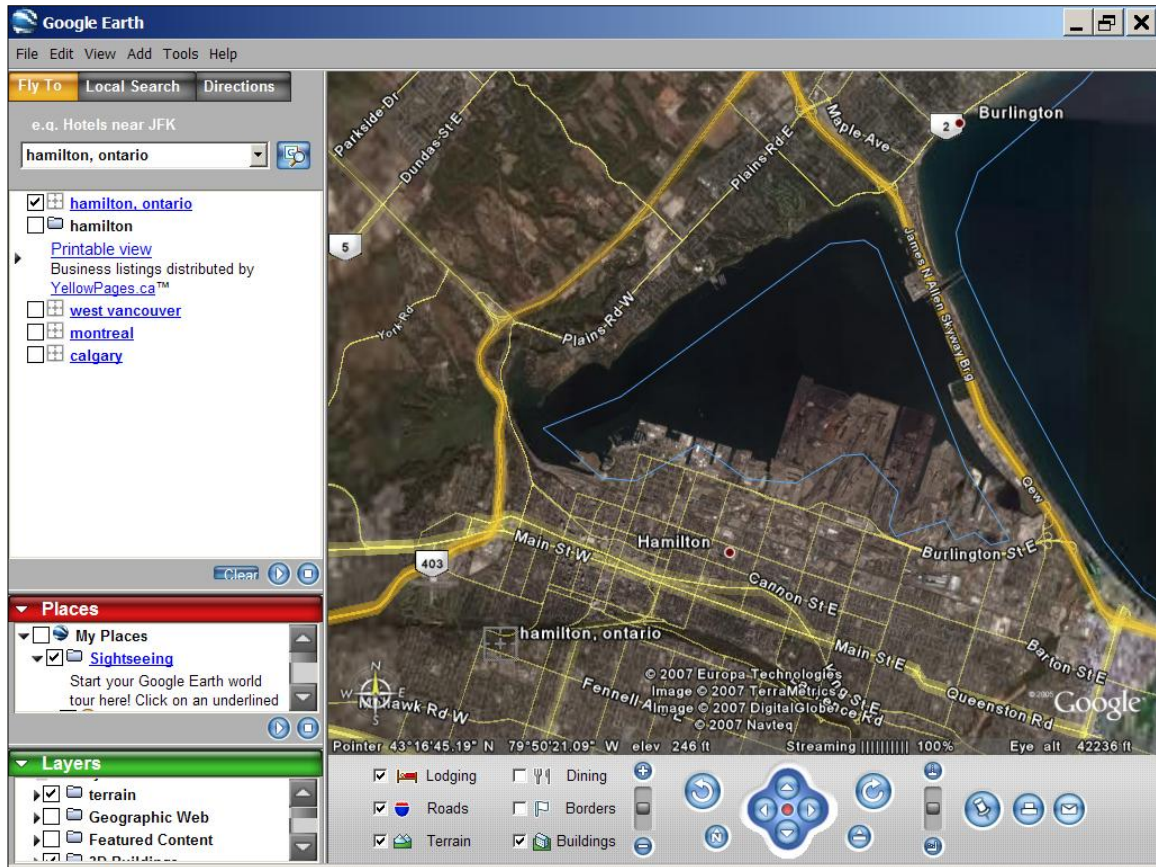 Google Earth
File Edit View Add Tools Help
Fly To Local Search Directions
e.g. Hotels near JFK
hamilton, ontario
hamilton, ontario
hamilton
Printable view
Business listings distributed by
YellowPages.ca™
west vancouver
montreal
calgary
Clear
Places
My Places
Sightseeing
Start your Google Earth world
tour here! Click on an underlined
Layers
terrain
Geographic Web
Featured Content
3D Buildings
Parkside Dr
Dundas St E
Plains Rd E
Maple Ave
2
Burlington
5
York Rd
Plains Rd W
James N Allen Skyway Brg
Qew
403
Main St W
Hamilton
Burlington St E
Cannon St E
hamilton, ontario
Main St E
Barton St E
King St E
Queenston Rd
Fennell
Mohawk Rd W
N
W E
S
© 2007 Europa Technologies
Image © 2007 TerraMetrics
Image © 2007 DigitalGlobe
© 2007 Navteq
© 2005 Google
Pointer 43°16'45.19" N 79°50'21.09" W elev 246 ft Streaming |||||||||| 100% Eye alt 42236 ft
Lodging Dining
Roads Borders
Terrain Buildings
N